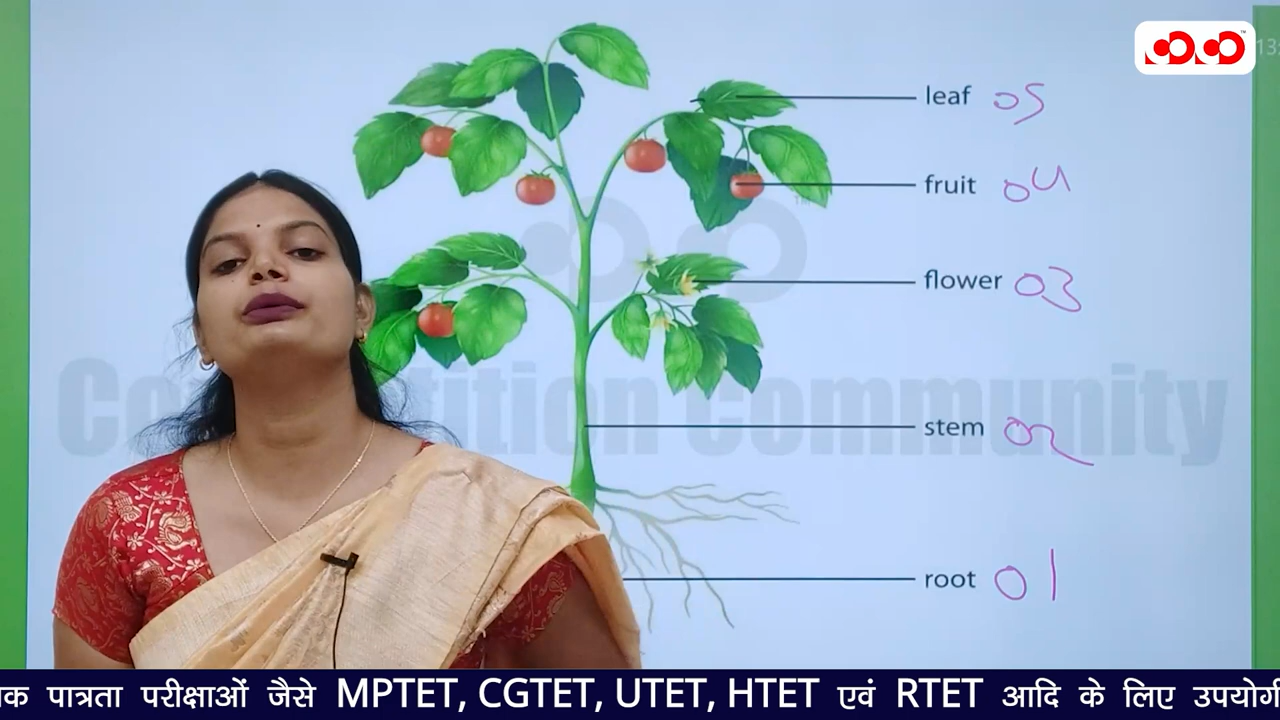 leaf 05
fruit 04
flower 03
Competition Community
stem 02
root 01
पात्रता परीक्षाओं जैसे MPTET, CGTET, UTET, HTET एवं RTET आदि के लिए उपयोगी